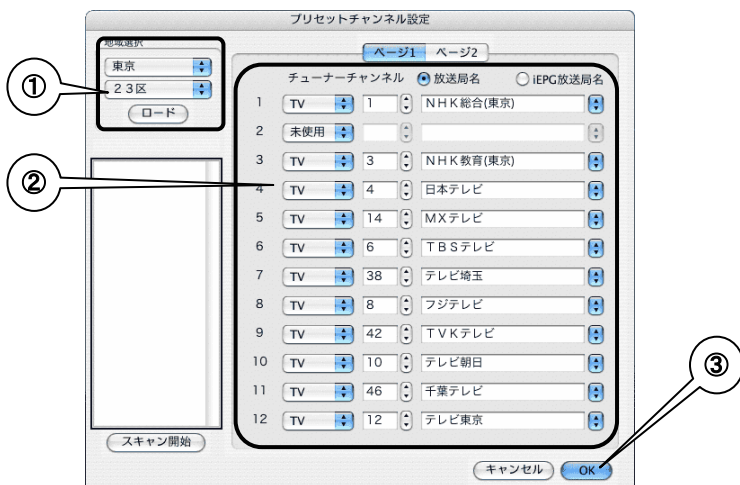 プリセットチャンネル設定
地域選択
東京
23区
ロード
①
②
スキャン開始
ページ1 ページ2
チューナーチャンネル 放送局名 iEPG放送局名
1 TV 1 NHK総合(東京)
2 未使用
3 TV 3 NHK教育(東京)
4 TV 4 日本テレビ
5 TV 14 MXテレビ
6 TV 6 TBSテレビ
7 TV 38 テレビ埼玉
8 TV 8 フジテレビ
9 TV 42 TVKテレビ
10 TV 10 テレビ朝日
11 TV 46 千葉テレビ
12 TV 12 テレビ東京
③
キャンセル OK